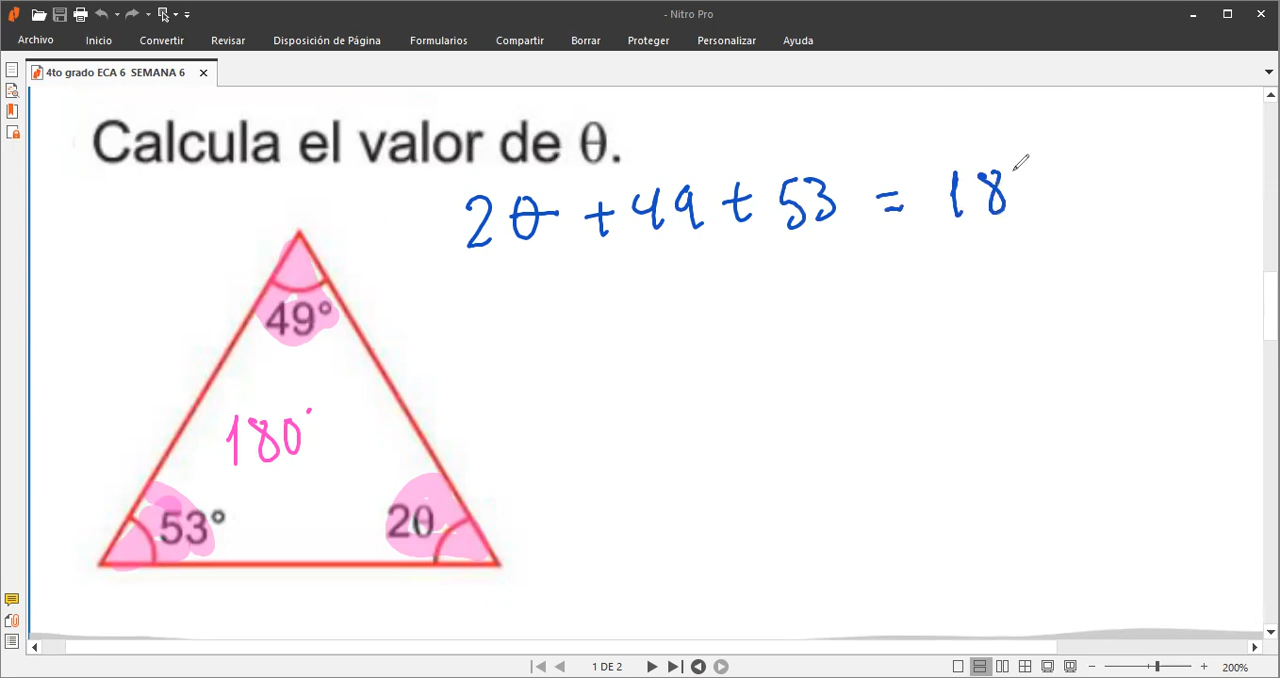 - Nitro Pro
Archivo Inicio Convertir Revisar Disposición de Página Formularios Compartir Borrar Proteger Personalizar Ayuda
4to grado ECA 6 SEMANA 6
Calcula el valor de θ.
2θ + 49 + 53 = 18
49°
180°
53°
2θ
1 DE 2
200%